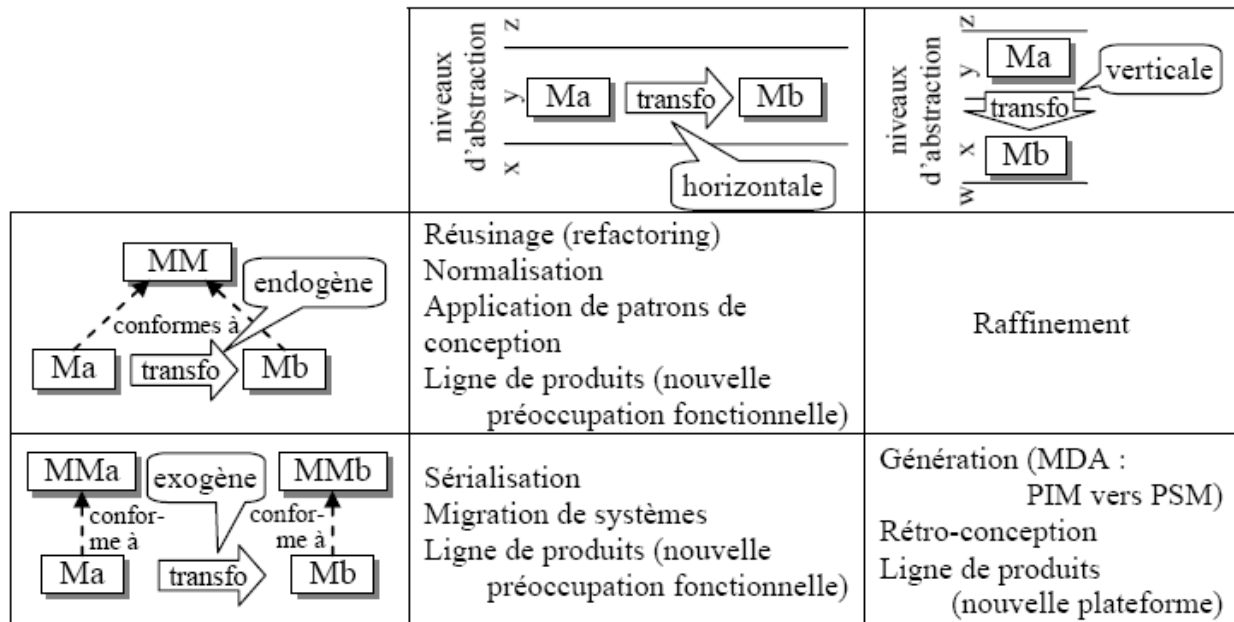 niveaux
d'abstraction
x y z
Ma
transfo
Mb
horizontale
niveaux
d'abstraction
w x y z
Ma
transfo
Mb
verticale
MM
endogène
conformes à
Ma
transfo
Mb
Réusinage (refactoring)
Normalisation
Application de patrons de
conception
Ligne de produits (nouvelle
préoccupation fonctionnelle)
Raffinement
MMa
exogène
MMb
confor-
me à
confor-
me à
Ma
transfo
Mb
Sérialisation
Migration de systèmes
Ligne de produits (nouvelle
préoccupation fonctionnelle)
Génération (MDA :
PIM vers PSM)
Rétro-conception
Ligne de produits
(nouvelle plateforme)